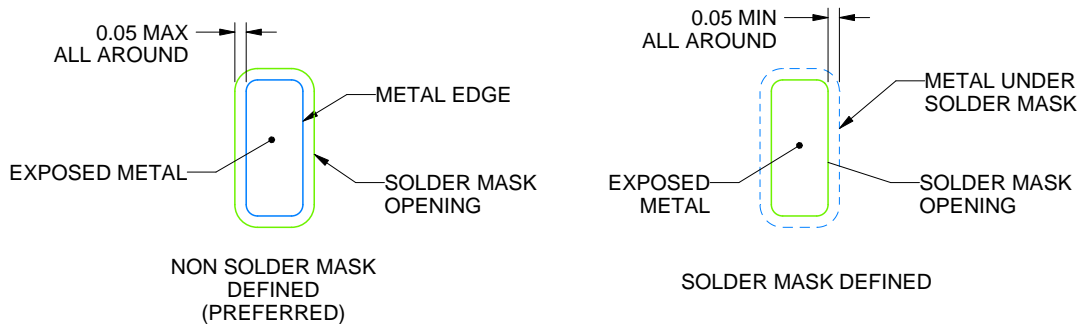 0.05 MAX
ALL AROUND
METAL EDGE
EXPOSED METAL
SOLDER MASK
OPENING
NON SOLDER MASK
DEFINED
(PREFERRED)
0.05 MIN
ALL AROUND
METAL UNDER
SOLDER MASK
EXPOSED
METAL
SOLDER MASK
OPENING
SOLDER MASK DEFINED